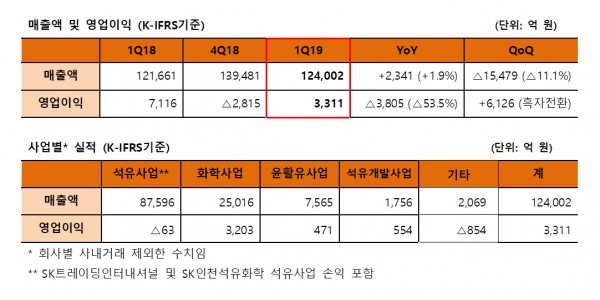 매출액 및 영업이익 (K-IFRS기준) (단위: 억 원)
1Q18 4Q18 1Q19 YoY QoQ
매출액 121,661 139,481 124,002 +2,341 (+1.9%) △15,479 (△11.1%)
영업이익 7,116 △2,815 3,311 △3,805 (△53.5%) +6,126 (흑자전환)
사업별* 실적 (K-IFRS기준) (단위: 억 원)
석유사업** 화학사업 윤활유사업 석유개발사업 기타 계
매출액 87,596 25,016 7,565 1,756 2,069 124,002
영업이익 △63 3,203 471 554 △854 3,311
* 회사별 사내거래 제외한 수치임
** SK트레이딩인터내셔널 및 SK인천석유화학 석유사업 손익 포함